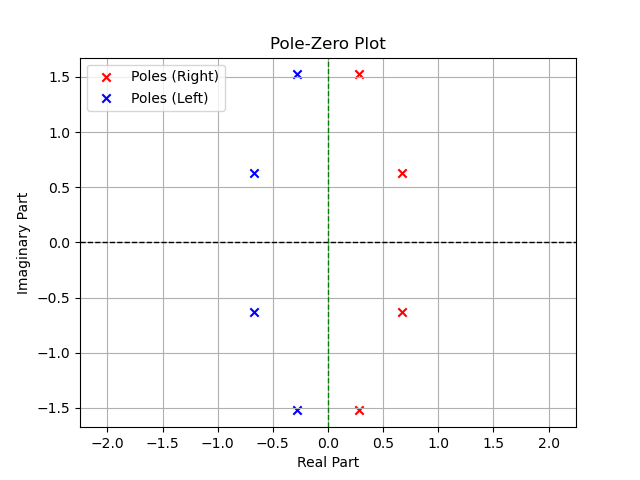 Pole-Zero Plot
Poles (Right)
Poles (Left)
1.5
1.0
0.5
0.0
−0.5
−1.0
−1.5
Imaginary Part
−2.0 −1.5 −1.0 −0.5 0.0 0.5 1.0 1.5 2.0
Real Part